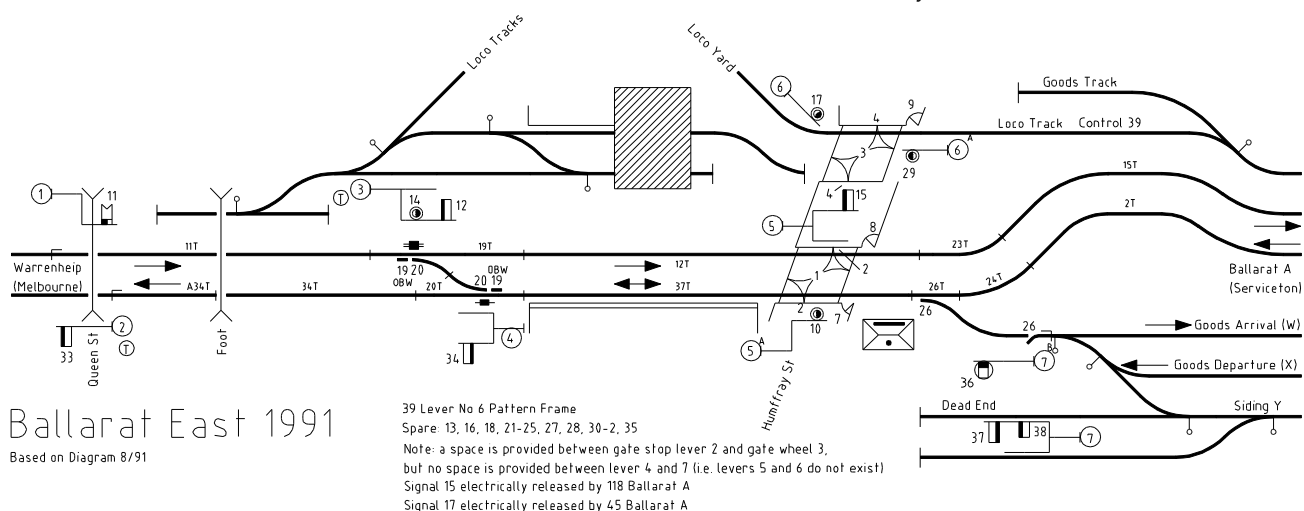 Loco Tracks
Loco Yard
Goods Track
6
17
9
4
Loco Track Control 39
A
6
3
29
1
11
T
3
14
12
4
15
15T
2T
5
8
11T
19T
23T
Warrenheip
(Melbourne)
19 20
OBW
OBW
20 19
12T
1
2
24T
Ballarat A
(Serviceton)
A34T
34T
20T
37T
26T
2
T
33
Queen St
Foot
34
4
2
10
7
A
5
26
26
Goods Arrival (W)
B
36
7
Goods Departure (X)
Humffray St
Dead End
Siding Y
37
38
7
Ballarat East 1991
Based on Diagram 8/91
39 Lever No 6 Pattern Frame
Spare: 13, 16, 18, 21-25, 27, 28, 30-2, 35
Note: a space is provided between gate stop lever 2 and gate wheel 3,
but no space is provided between lever 4 and 7 (i.e. levers 5 and 6 do not exist)
Signal 15 electrically released by 118 Ballarat A
Signal 17 electrically released by 45 Ballarat A